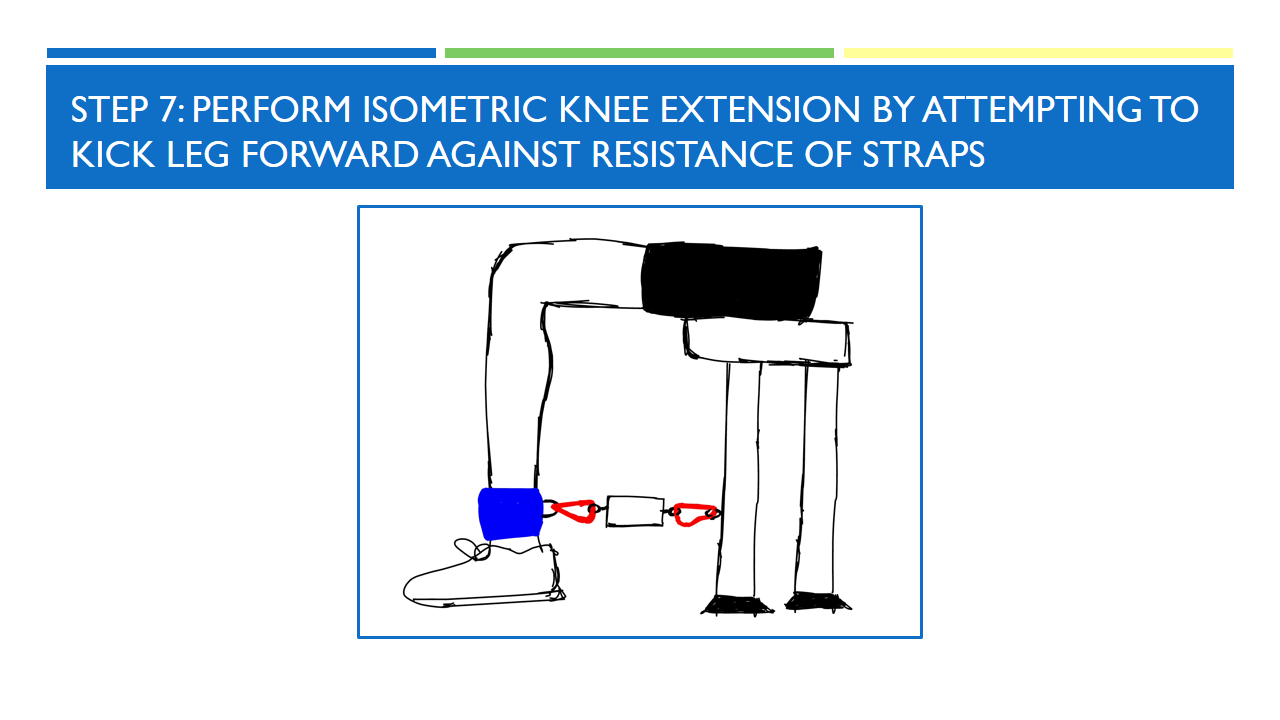 STEP 7: PERFORM ISOMETRIC KNEE EXTENSION BY ATTEMPTING TO
KICK LEG FORWARD AGAINST RESISTANCE OF STRAPS